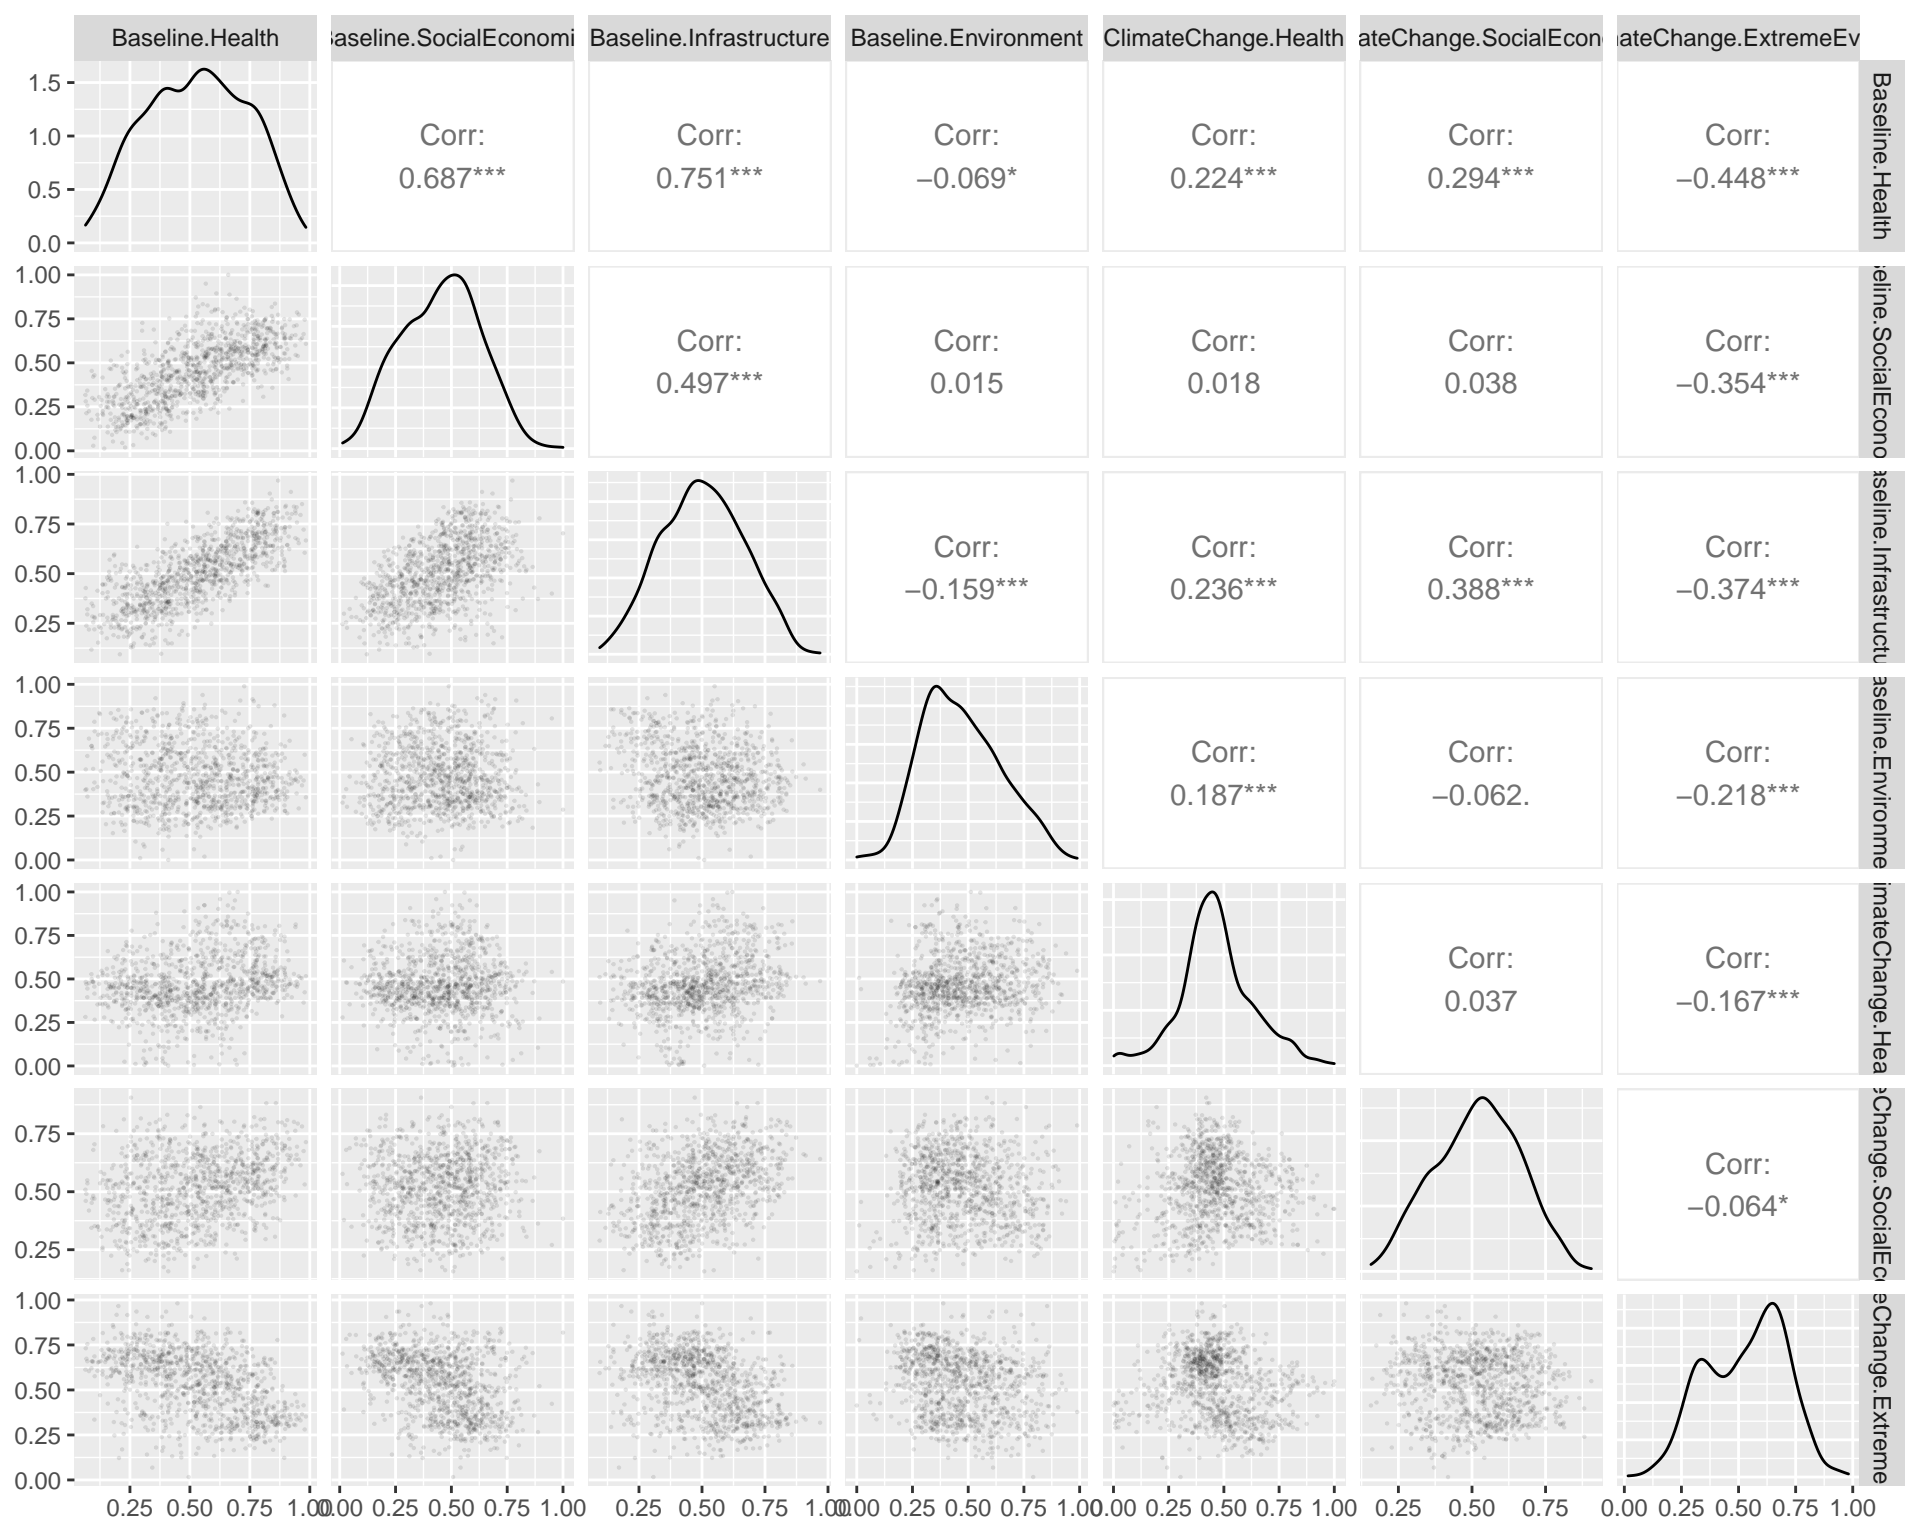 Baseline.Health
Baseline.SocialEconomi
Baseline.Infrastructure
Baseline.Environment
ClimateChange.Health
ateChange.SocialEcon
ateChange.ExtremeEv
1.5
1.0
0.5
0.0
Corr:
0.687***
Corr:
0.751***
Corr:
−0.069*
Corr:
0.224***
Corr:
0.294***
Corr:
−0.448***
Baseline.Health
1.00
0.75
0.50
0.25
0.00
Corr:
0.497***
Corr:
0.015
Corr:
0.018
Corr:
0.038
Corr:
−0.354***
seline.SocialEcono
1.00
0.75
0.50
0.25
Corr:
−0.159***
Corr:
0.236***
Corr:
0.388***
Corr:
−0.374***
aseline.Infrastructu
1.00
0.75
0.50
0.25
0.00
Corr:
0.187***
Corr:
−0.062.
Corr:
−0.218***
aseline.Environme
1.00
0.75
0.50
0.25
0.00
Corr:
0.037
Corr:
−0.167***
imateChange.Hea
0.75
0.50
0.25
Corr:
−0.064*
eChange.SocialEc
1.00
0.75
0.50
0.25
0.00
eChange.Extreme
0.25 0.50 0.75 1.00
0.00 0.25 0.50 0.75 1.00
0.25 0.50 0.75 1.00
0.00 0.25 0.50 0.75 1.00
0.00 0.25 0.50 0.75 1.00
0.25 0.50 0.75
0.00 0.25 0.50 0.75 1.00